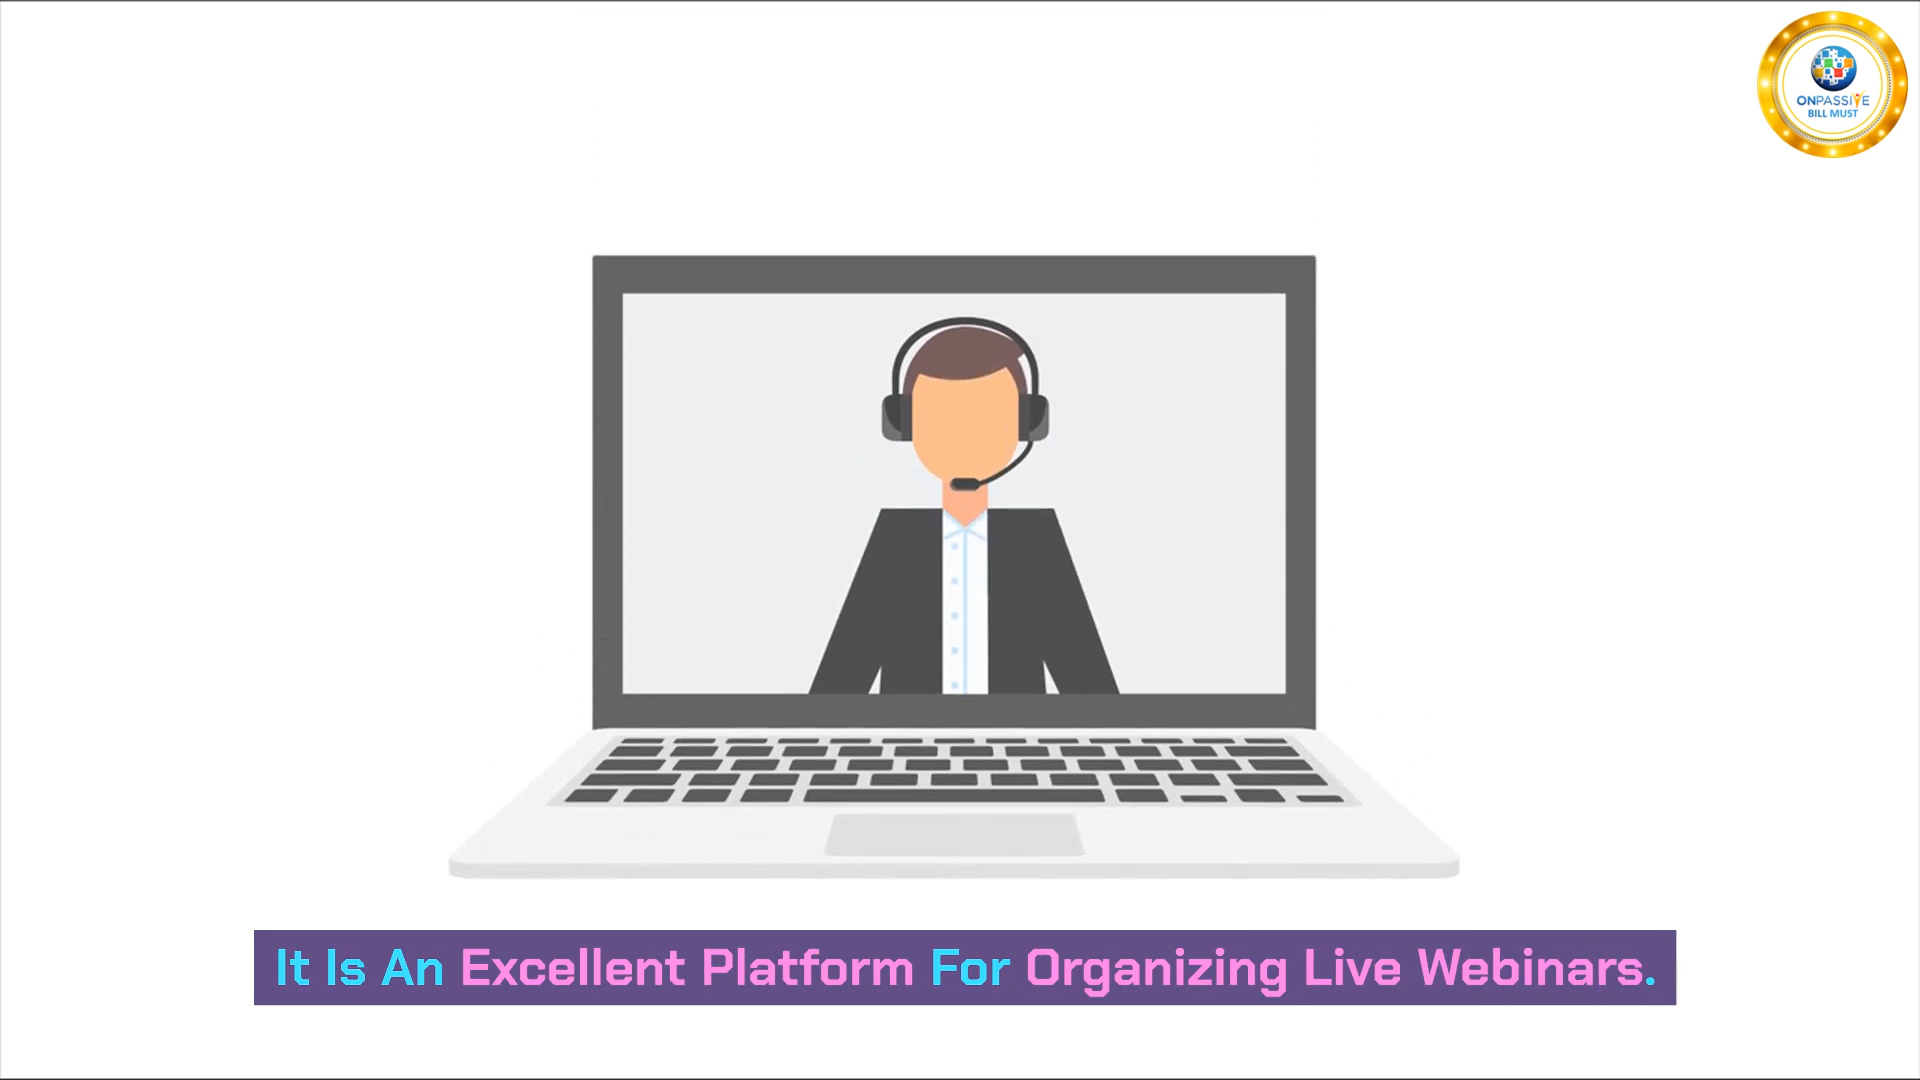 ONPASSIVE
BILL MUST
It Is An Excellent Platform For Organizing Live Webinars.